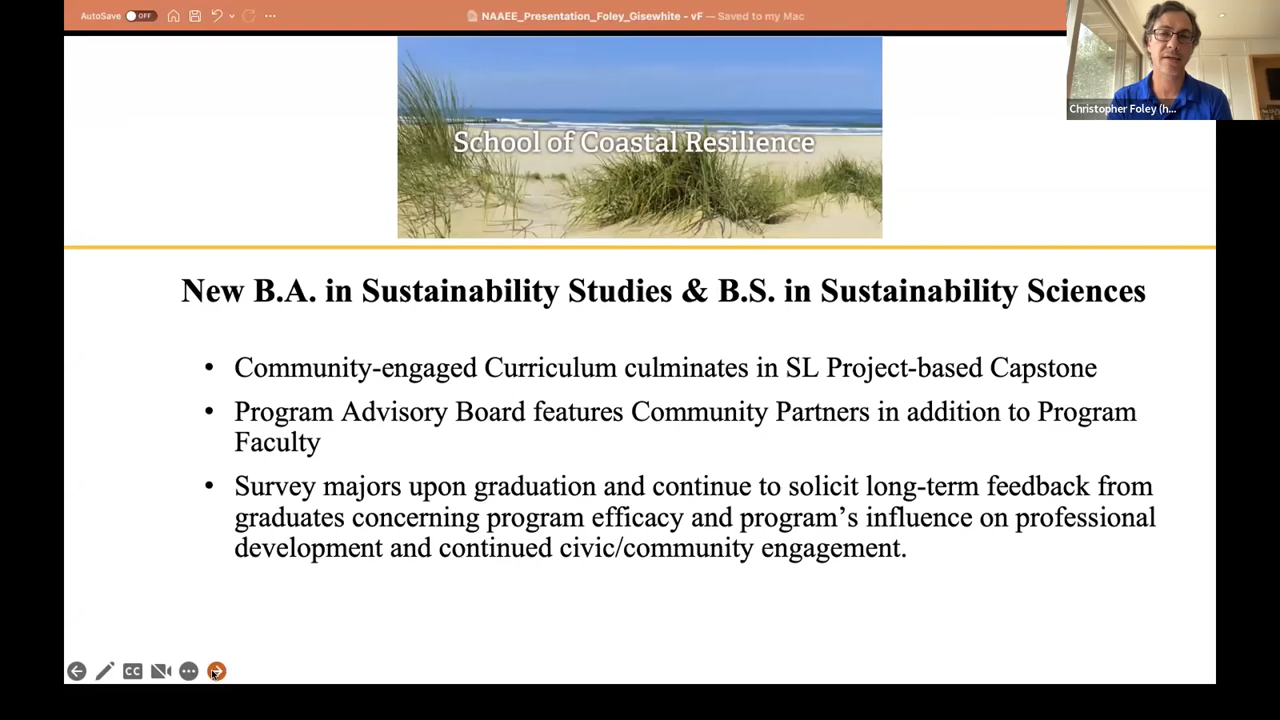 AutoSave OFF
NAAEE_Presentation_Foley_Gisewhite - vF — Saved to my Mac
Christopher Foley (h...
School of Coastal Resilience
New B.A. in Sustainability Studies & B.S. in Sustainability Sciences
• Community-engaged Curriculum culminates in SL Project-based Capstone
• Program Advisory Board features Community Partners in addition to Program
Faculty
• Survey majors upon graduation and continue to solicit long-term feedback from
graduates concerning program efficacy and program’s influence on professional
development and continued civic/community engagement.
CC